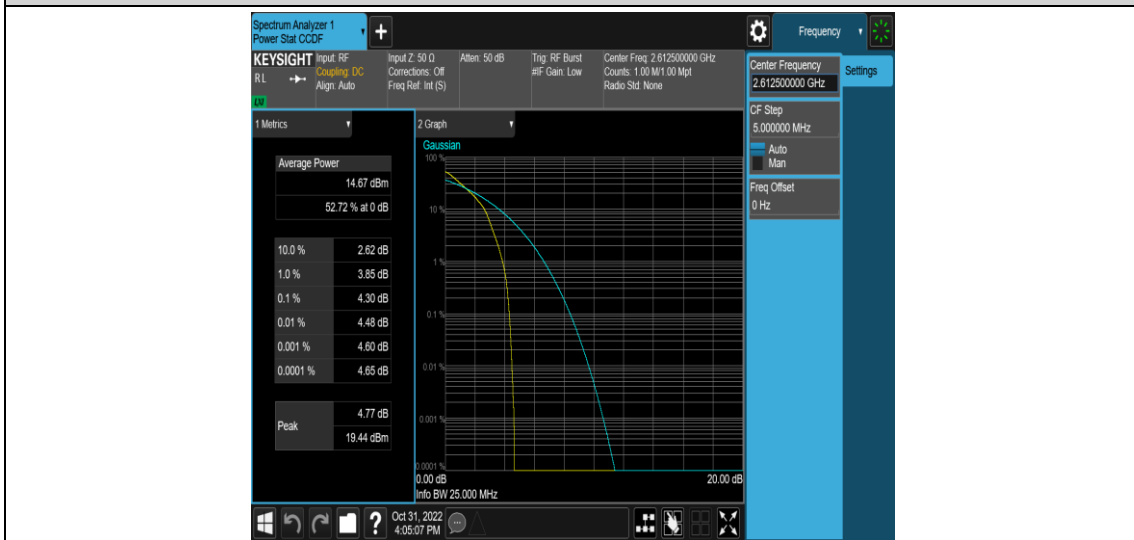 Spectrum Analyzer 1
Power Stat CCDF
+
Frequency
KEYSIGHT
RL
Input: RF
Coupling: DC
Align: Auto
Input Z: 50 Ω
Corrections: Off
Freq Ref: Int (S)
Atten: 50 dB
Trig: RF Burst
#IF Gain: Low
Center Freq: 2.612500000 GHz
Counts: 1.00 M/1.00 Mpt
Radio Std: None
Center Frequency
2.612500000 GHz
Settings
CF Step
5.000000 MHz
Auto
Man
Freq Offset
0 Hz
1 Metrics
Average Power
14.67 dBm
52.72 % at 0 dB
10.0 % 2.62 dB
1.0 % 3.85 dB
0.1 % 4.30 dB
0.01 % 4.48 dB
0.001 % 4.60 dB
0.0001 % 4.65 dB
Peak
4.77 dB
19.44 dBm
2 Graph
Gaussian
100 %
10 %
1 %
0.1 %
0.01 %
0.001 %
0.0001 %
0.00 dB
20.00 dB
Info BW 25.000 MHz
?
Oct 31, 2022
4:05:07 PM